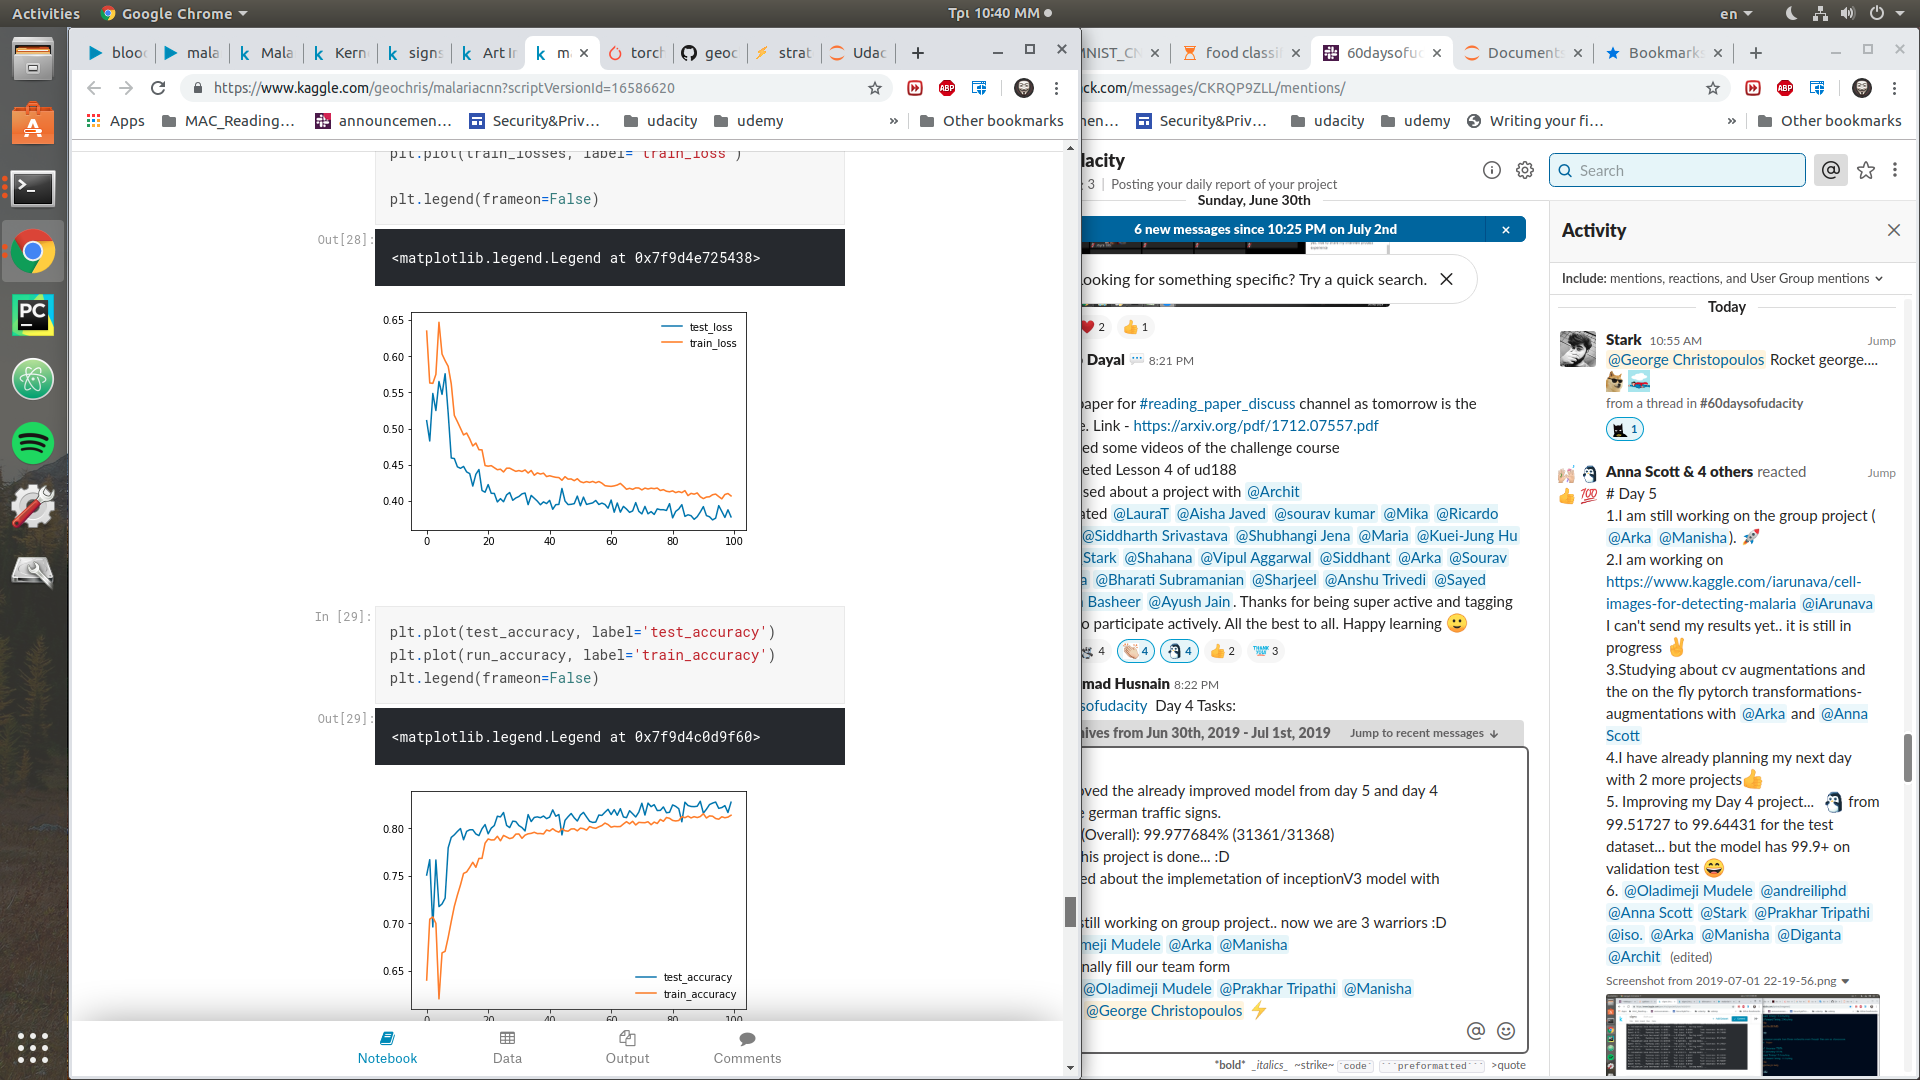 Activities
Google Chrome
Τρι 10:40 ΜΜ
en
bloo
mala
Mala
Kern
signs
Art I
m
torch
geoc
strat
Udac
https://www.kaggle.com/geochris/malariacnn?scriptVersionId=16586620
ABP
Apps
MAC_Reading...
announcemen...
Security&Priv...
udacity
udemy
»
Other bookmarks
plt.plot(train_losses, label='train_loss')
plt.legend(frameon=False)
Out[28]:
<matplotlib.legend.Legend at 0x7f9d4e725438>
0.65
0.60
0.55
0.50
0.45
0.40
test_loss
train_loss
0 20 40 60 80 100
In [29]:
plt.plot(test_accuracy, label='test_accuracy')
plt.plot(run_accuracy, label='train_accuracy')
plt.legend(frameon=False)
Out[29]:
<matplotlib.legend.Legend at 0x7f9d4c0d9f60>
0.80
0.75
0.70
0.65
test_accuracy
train_accuracy
0 20 40 60 80 100
Notebook
Data
Output
Comments
MNIST_CN
food classif
60daysofud
Documents
Bookmarks
ck.com/messages/CKRQP9ZLL/mentions/
ABP
men...
Security&Priv...
udacity
udemy
Writing your fi...
»
Other bookmarks
dacity
3 | Posting your daily report of your project
Search
Sunday, June 30th
6 new messages since 10:25 PM on July 2nd
ooking for something specific? Try a quick search.
2
1
Dayal 8:21 PM
paper for #reading_paper_discuss channel as tomorrow is the
e. Link - https://arxiv.org/pdf/1712.07557.pdf
ed some videos of the challenge course
eted Lesson 4 of ud188
sed about a project with @Archit
ated @LauraT @Aisha Javed @sourav kumar @Mika @Ricardo
@Siddharth Srivastava @Shubhangi Jena @Maria @Kuei-Jung Hu
Stark @Shahana @Vipul Aggarwal @Siddhant @Arka @Sourav
a @Bharati Subramanian @Sharjeel @Anshu Trivedi @Sayed
Basheer @Ayush Jain. Thanks for being super active and tagging
o participate actively. All the best to all. Happy learning
4
4
4
2
THANK YOU 3
mad Husnain 8:22 PM
sofudacity Day 4 Tasks:
ives from Jun 30th, 2019 - Jul 1st, 2019 Jump to recent messages ↓
oved the already improved model from day 5 and day 4
e german traffic signs.
(Overall): 99.977684% (31361/31368)
his project is done... :D
ed about the implemetation of inceptionV3 model with
still working on group project.. now we are 3 warriors :D
meji Mudele @Arka @Manisha
nally fill our team form
@Oladimeji Mudele @Prakhar Tripathi @Manisha
@George Christopoulos
*bold* _italics_ ~strike~ `code` ```preformatted``` >quote
Activity
Include: mentions, reactions, and User Group mentions
Today
Stark 10:55 AM
Jump
@George Christopoulos Rocket george....
from a thread in #60daysofudacity
1
Anna Scott & 4 others reacted
Jump
# Day 5
1.I am still working on the group project (
@Arka @Manisha).
2.I am working on
https://www.kaggle.com/iarunava/cell-
images-for-detecting-malaria @iArunava
I can't send my results yet.. it is still in
progress
3.Studying about cv augmentations and
the on the fly pytorch transformations-
augmentations with @Arka and @Anna
Scott
4.I have already planning my next day
with 2 more projects
5. Improving my Day 4 project... from
99.51727 to 99.64431 for the test
dataset... but the model has 99.9+ on
validation test
6. @Oladimeji Mudele @andreiliphd
@Anna Scott @Stark @Prakhar Tripathi
@iso. @Arka @Manisha @Diganta
@Archit (edited)
Screenshot from 2019-07-01 22-19-56.png
PC